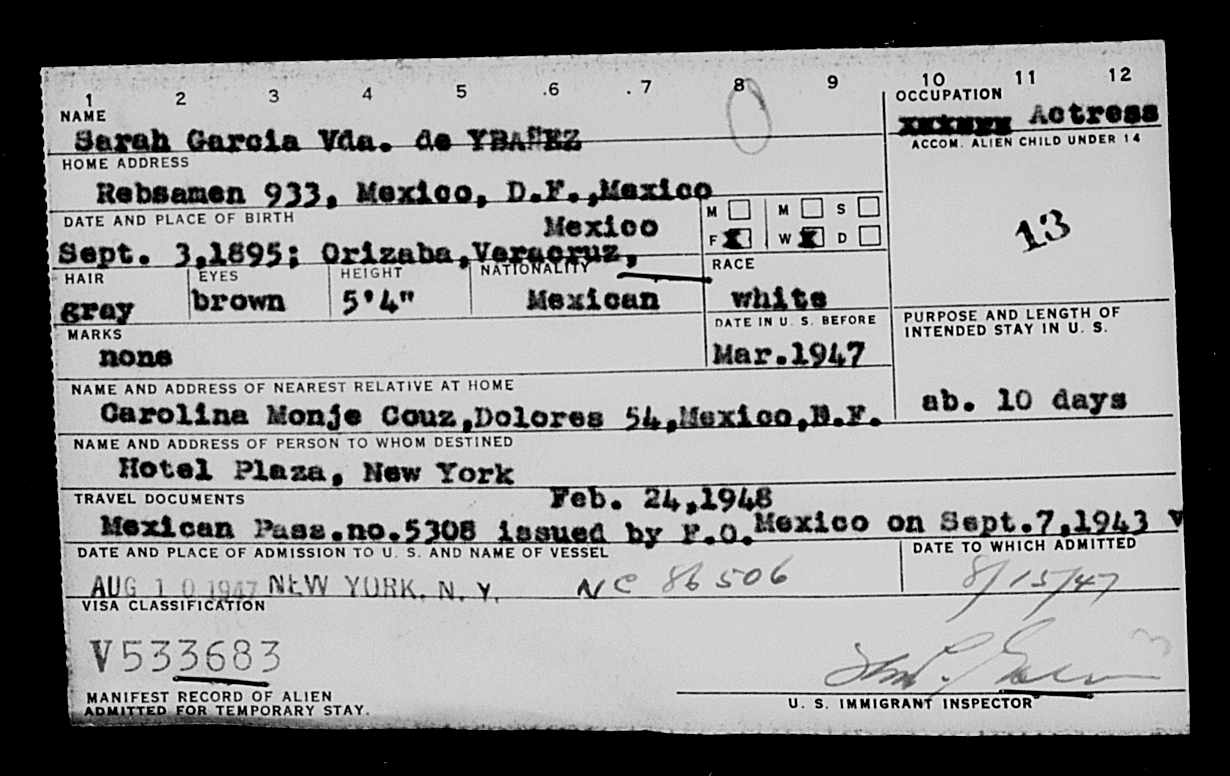 1 2 3 4 5 .6 . 7 8 9 10 11 12
NAME
Sarah Garcia Vda. de YBAÑEZ
OCCUPATION
Actress
HOME ADDRESS
Rebsamen 933, Mexico, D.F.,Mexico
ACCOM. ALIEN CHILD UNDER 14
13
DATE AND PLACE OF BIRTH
Mexico
Sept. 3,1895; Orizaba,Veracruz,
M M S
F X W X D
HAIR EYES HEIGHT NATIONALITY RACE
gray brown 5'4" Mexican white
MARKS
none
DATE IN U. S. BEFORE
Mar.1947
PURPOSE AND LENGTH OF
INTENDED STAY IN U. S.
ab. 10 days
NAME AND ADDRESS OF NEAREST RELATIVE AT HOME
Carolina Monje Couz,Dolores 54,Mexico,D.F.
NAME AND ADDRESS OF PERSON TO WHOM DESTINED
Hotel Plaza, New York
TRAVEL DOCUMENTS
Feb. 24,1948
Mexican Pass.no.5308 issued by F.O.Mexico on Sept.7,1943 v
DATE AND PLACE OF ADMISSION TO U. S. AND NAME OF VESSEL
DATE TO WHICH ADMITTED
AUG 10 1947 NEW YORK, N. Y. NC 86506
8/15/47
VISA CLASSIFICATION
V533683
MANIFEST RECORD OF ALIEN
ADMITTED FOR TEMPORARY STAY.
U. S. IMMIGRANT INSPECTOR